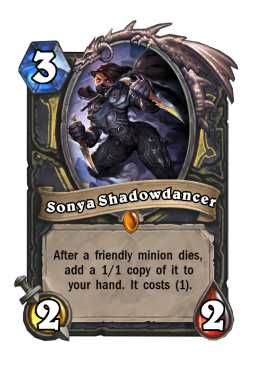 3
Sonya Shadowdancer
After a friendly minion dies,
add a 1/1 copy of it to
your hand. It costs (1).
2
2